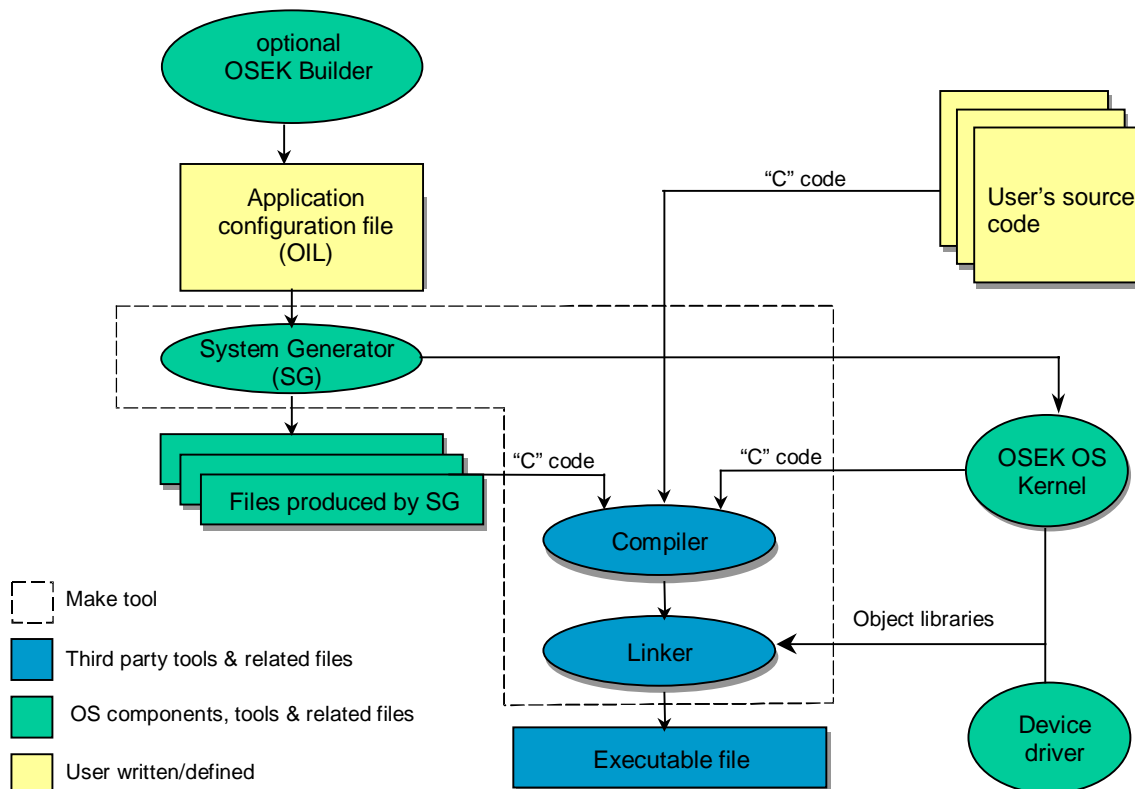 optional
OSEK Builder
Application
configuration file
(OIL)
“C” code
User’s source
code
System Generator
(SG)
“C” code
“C” code
OSEK OS
Kernel
Files produced by SG
Compiler
Make tool
Object libraries
Third party tools & related files
Linker
OS components, tools & related files
Device
driver
Executable file
User written/defined